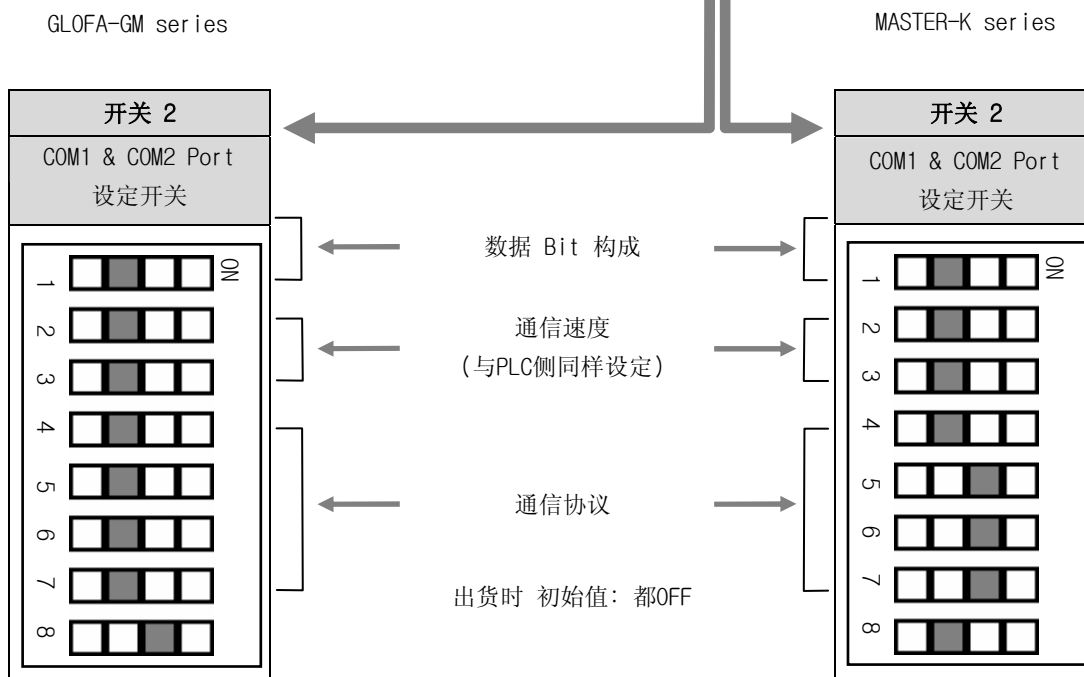 GLOFA-GM series
MASTER-K series
开关 2
COM1 & COM2 Port
设定开关
ON
1
2
3
4
5
6
7
8
数据 Bit 构成
通信速度
(与PLC侧同样设定)
通信协议
出货时 初始值: 都OFF
开关 2
COM1 & COM2 Port
设定开关
ON
1
2
3
4
5
6
7
8